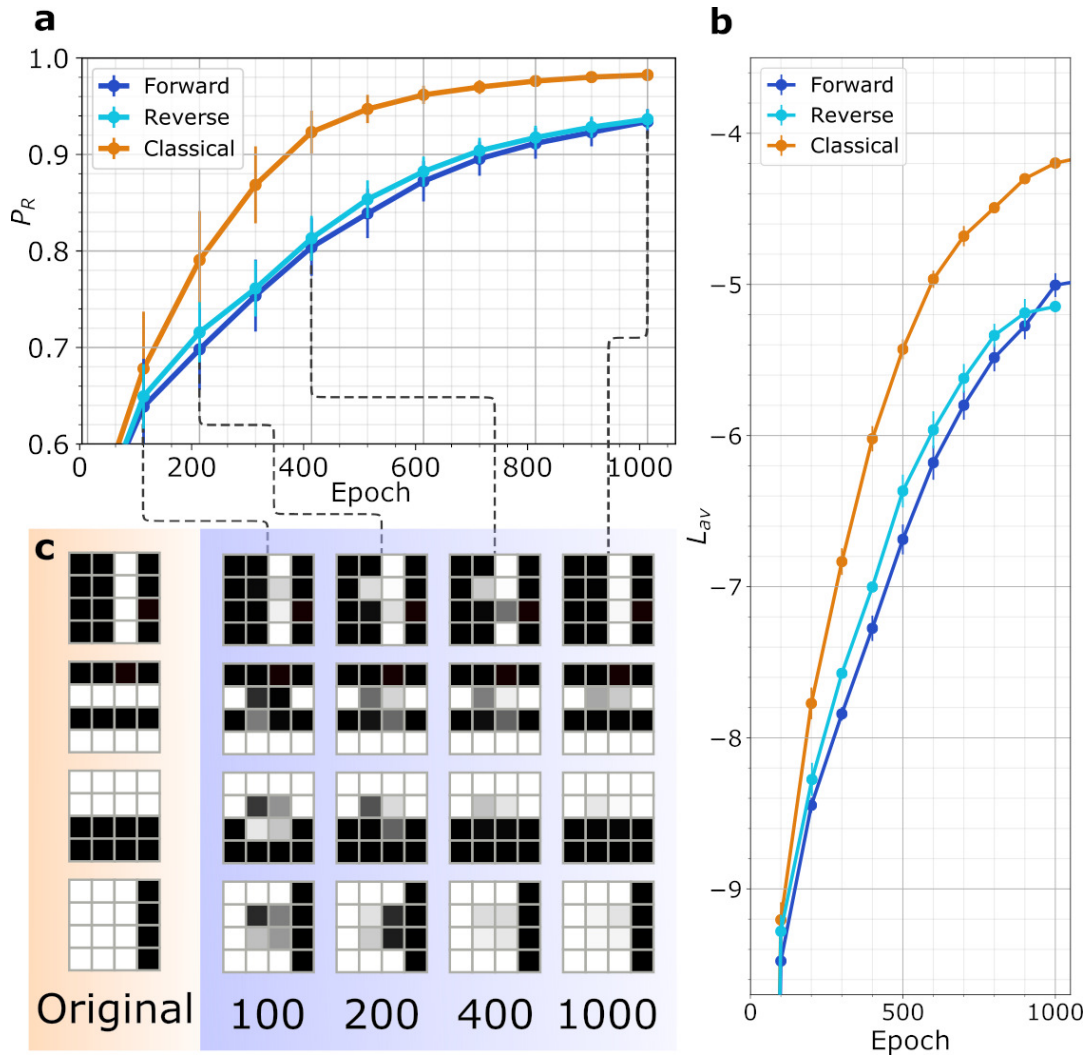 a
1.0
0.9
0.8
0.7
0.6
P_R
Forward
Reverse
Classical
0 200 400 600 800 1000
Epoch
b
−4
−5
−6
−7
−8
−9
L_av
Forward
Reverse
Classical
0 500 1000
Epoch
c
Original 100 200 400 1000